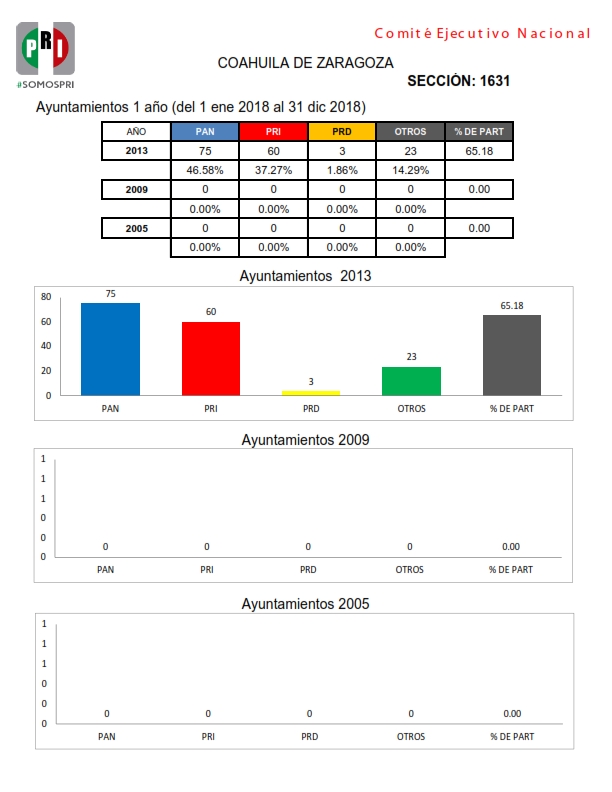 Comité Ejecutivo Nacional
PRI
#SOMOSPRI
COAHUILA DE ZARAGOZA
SECCIÓN: 1631
Ayuntamientos 1 año (del 1 ene 2018 al 31 dic 2018)
AÑO PAN PRI PRD OTROS % DE PART
2013 75 60 3 23 65.18
46.58% 37.27% 1.86% 14.29%
2009 0 0 0 0 0.00
0.00% 0.00% 0.00% 0.00%
2005 0 0 0 0 0.00
0.00% 0.00% 0.00% 0.00%
Ayuntamientos 2013
80
60
40
20
0
75
60
3
23
65.18
PAN PRI PRD OTROS % DE PART
Ayuntamientos 2009
1
1
1
0
0
0
0 0 0 0 0.00
PAN PRI PRD OTROS % DE PART
Ayuntamientos 2005
1
1
1
0
0
0
0 0 0 0 0.00
PAN PRI PRD OTROS % DE PART